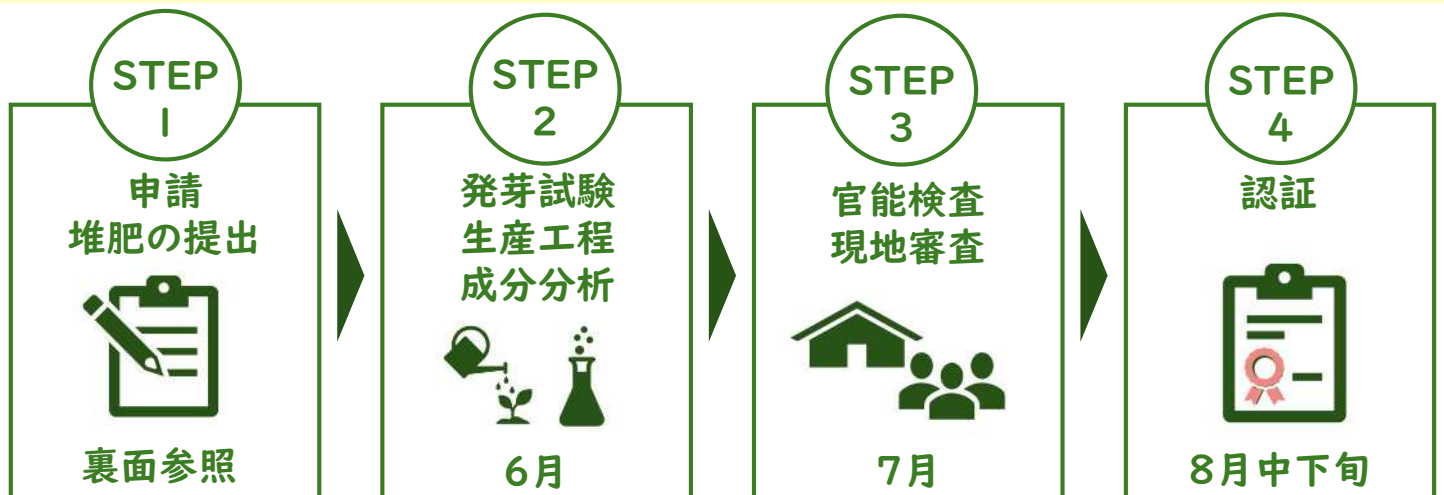 STEP
1
申請
堆肥の提出
裏面参照
STEP
2
発芽試験
生産工程
成分分析
6月
STEP
3
官能検査
現地審査
7月
STEP
4
認証
8月中下旬